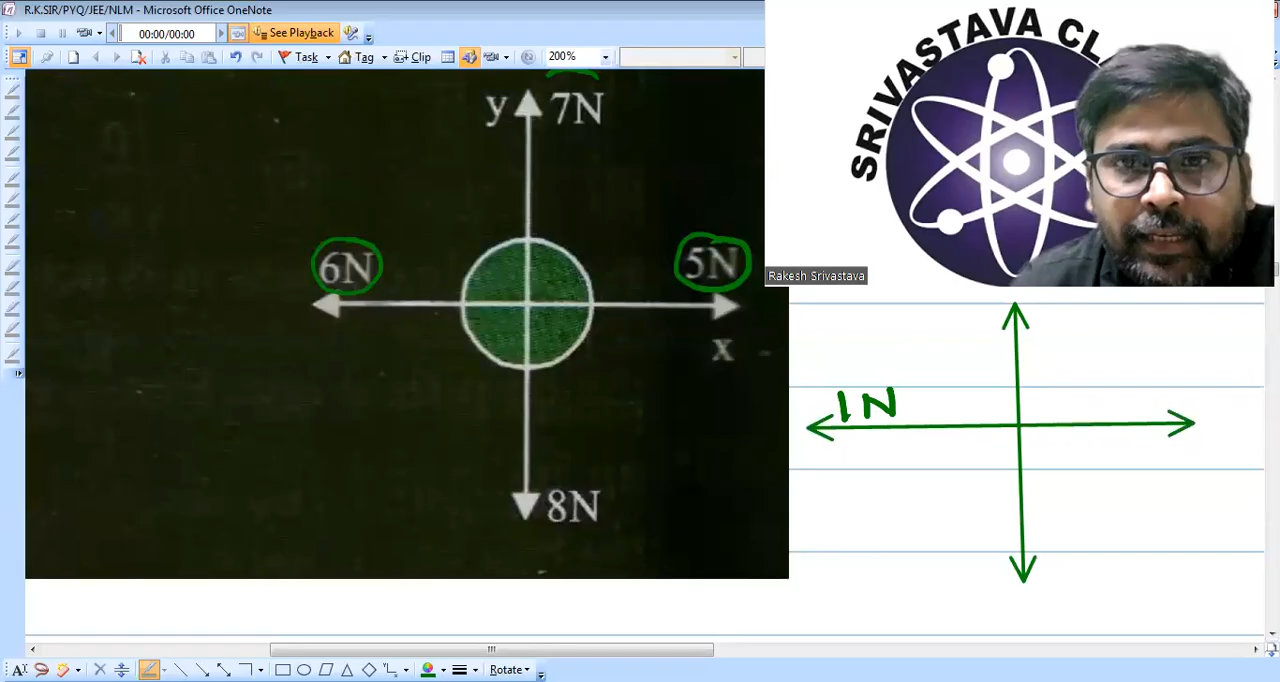 R.K.SIR/PYQ/JEE/NLM - Microsoft Office OneNote
00:00/00:00
See Playback
Task
Tag
Clip
200%
SRIVASTAVA CL
y 7N
6N
5N
Rakesh Srivastava
x
1N
8N
Rotate